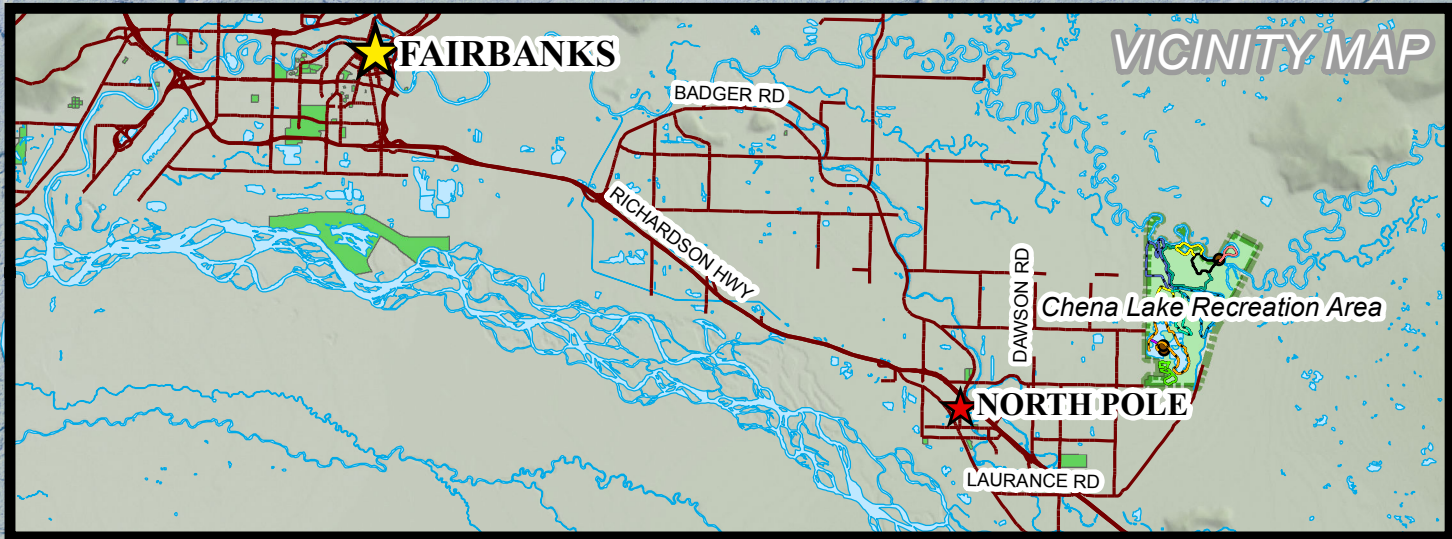 VICINITY MAP
FAIRBANKS
BADGER RD
RICHARDSON HWY
DAWSON RD
Chena Lake Recreation Area
NORTH POLE
LAURANCE RD